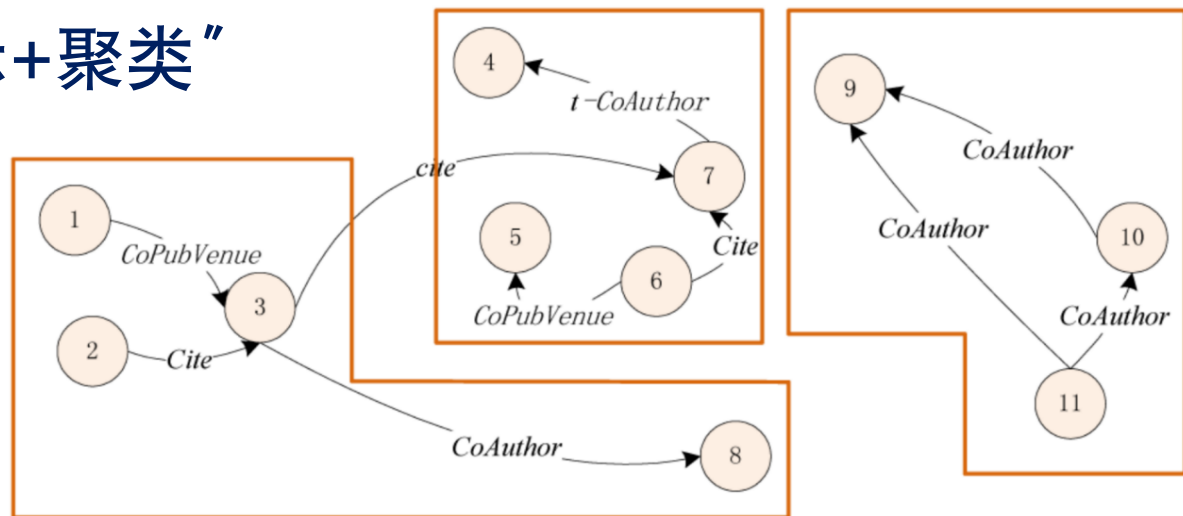 +聚类”
4
t-CoAuthor
9
CoAuthor
cite
7
1
CoPubVenue
5
Cite
CoAuthor
10
6
3
CoPubVenue
CoAuthor
2
Cite
11
CoAuthor
8